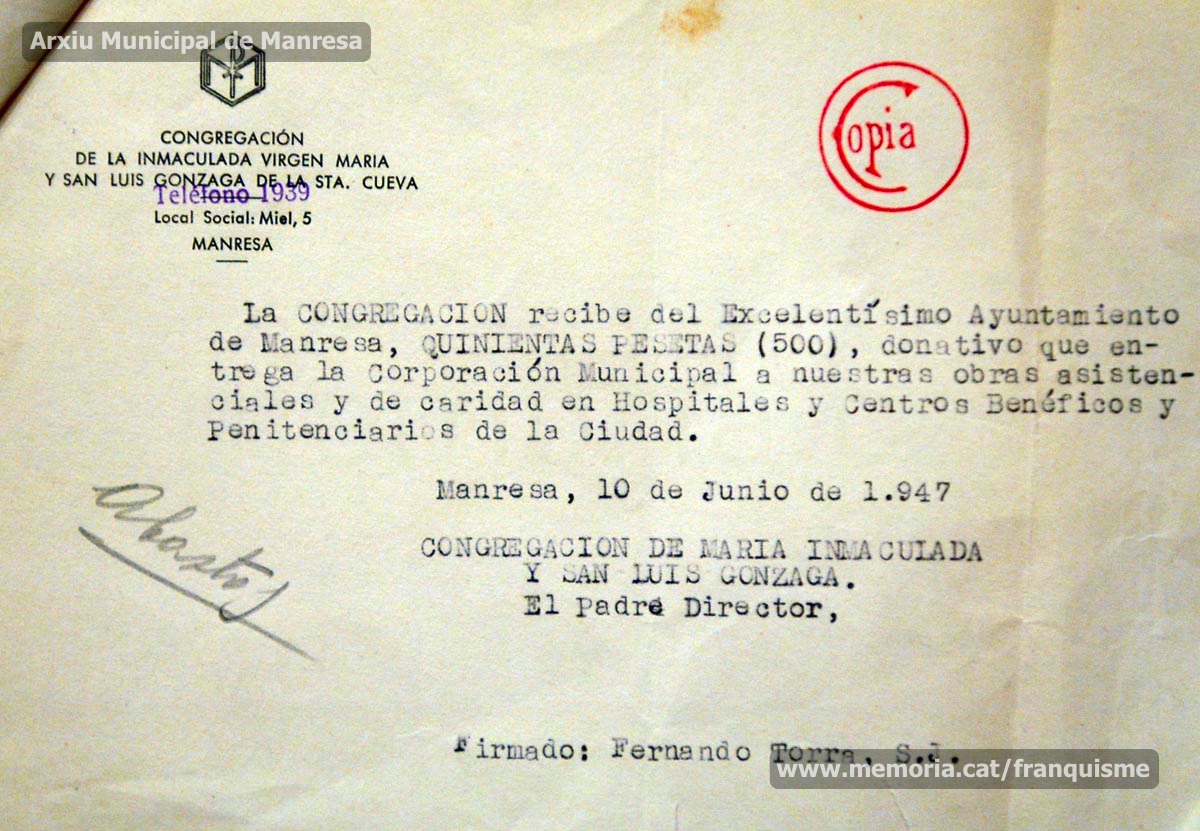 Arxiu Municipal de Manresa
CONGREGACIÓN
DE LA INMACULADA VIRGEN MARIA
Y SAN LUIS GONZAGA DE LA STA. CUEVA
Teléfono 1939
Local Social: Miel, 5
MANRESA
Copia
La CONGREGACION recibe del Excelentísimo Ayuntamiento
de Manresa, QUINIENTAS PESETAS (500), donativo que en-
trega la Corporación Municipal a nuestras obras asisten-
ciales y de caridad en Hospitales y Centros Benéficos y
Penitenciarios de la Ciudad.
Manresa, 10 de Junio de 1.947
Abastos
CONGREGACION DE MARIA INMACULADA
Y SAN LUIS GONZAGA.
El Padre Director,
Firmado: Fernando Torra, S.J.
www.memoria.cat/franquisme